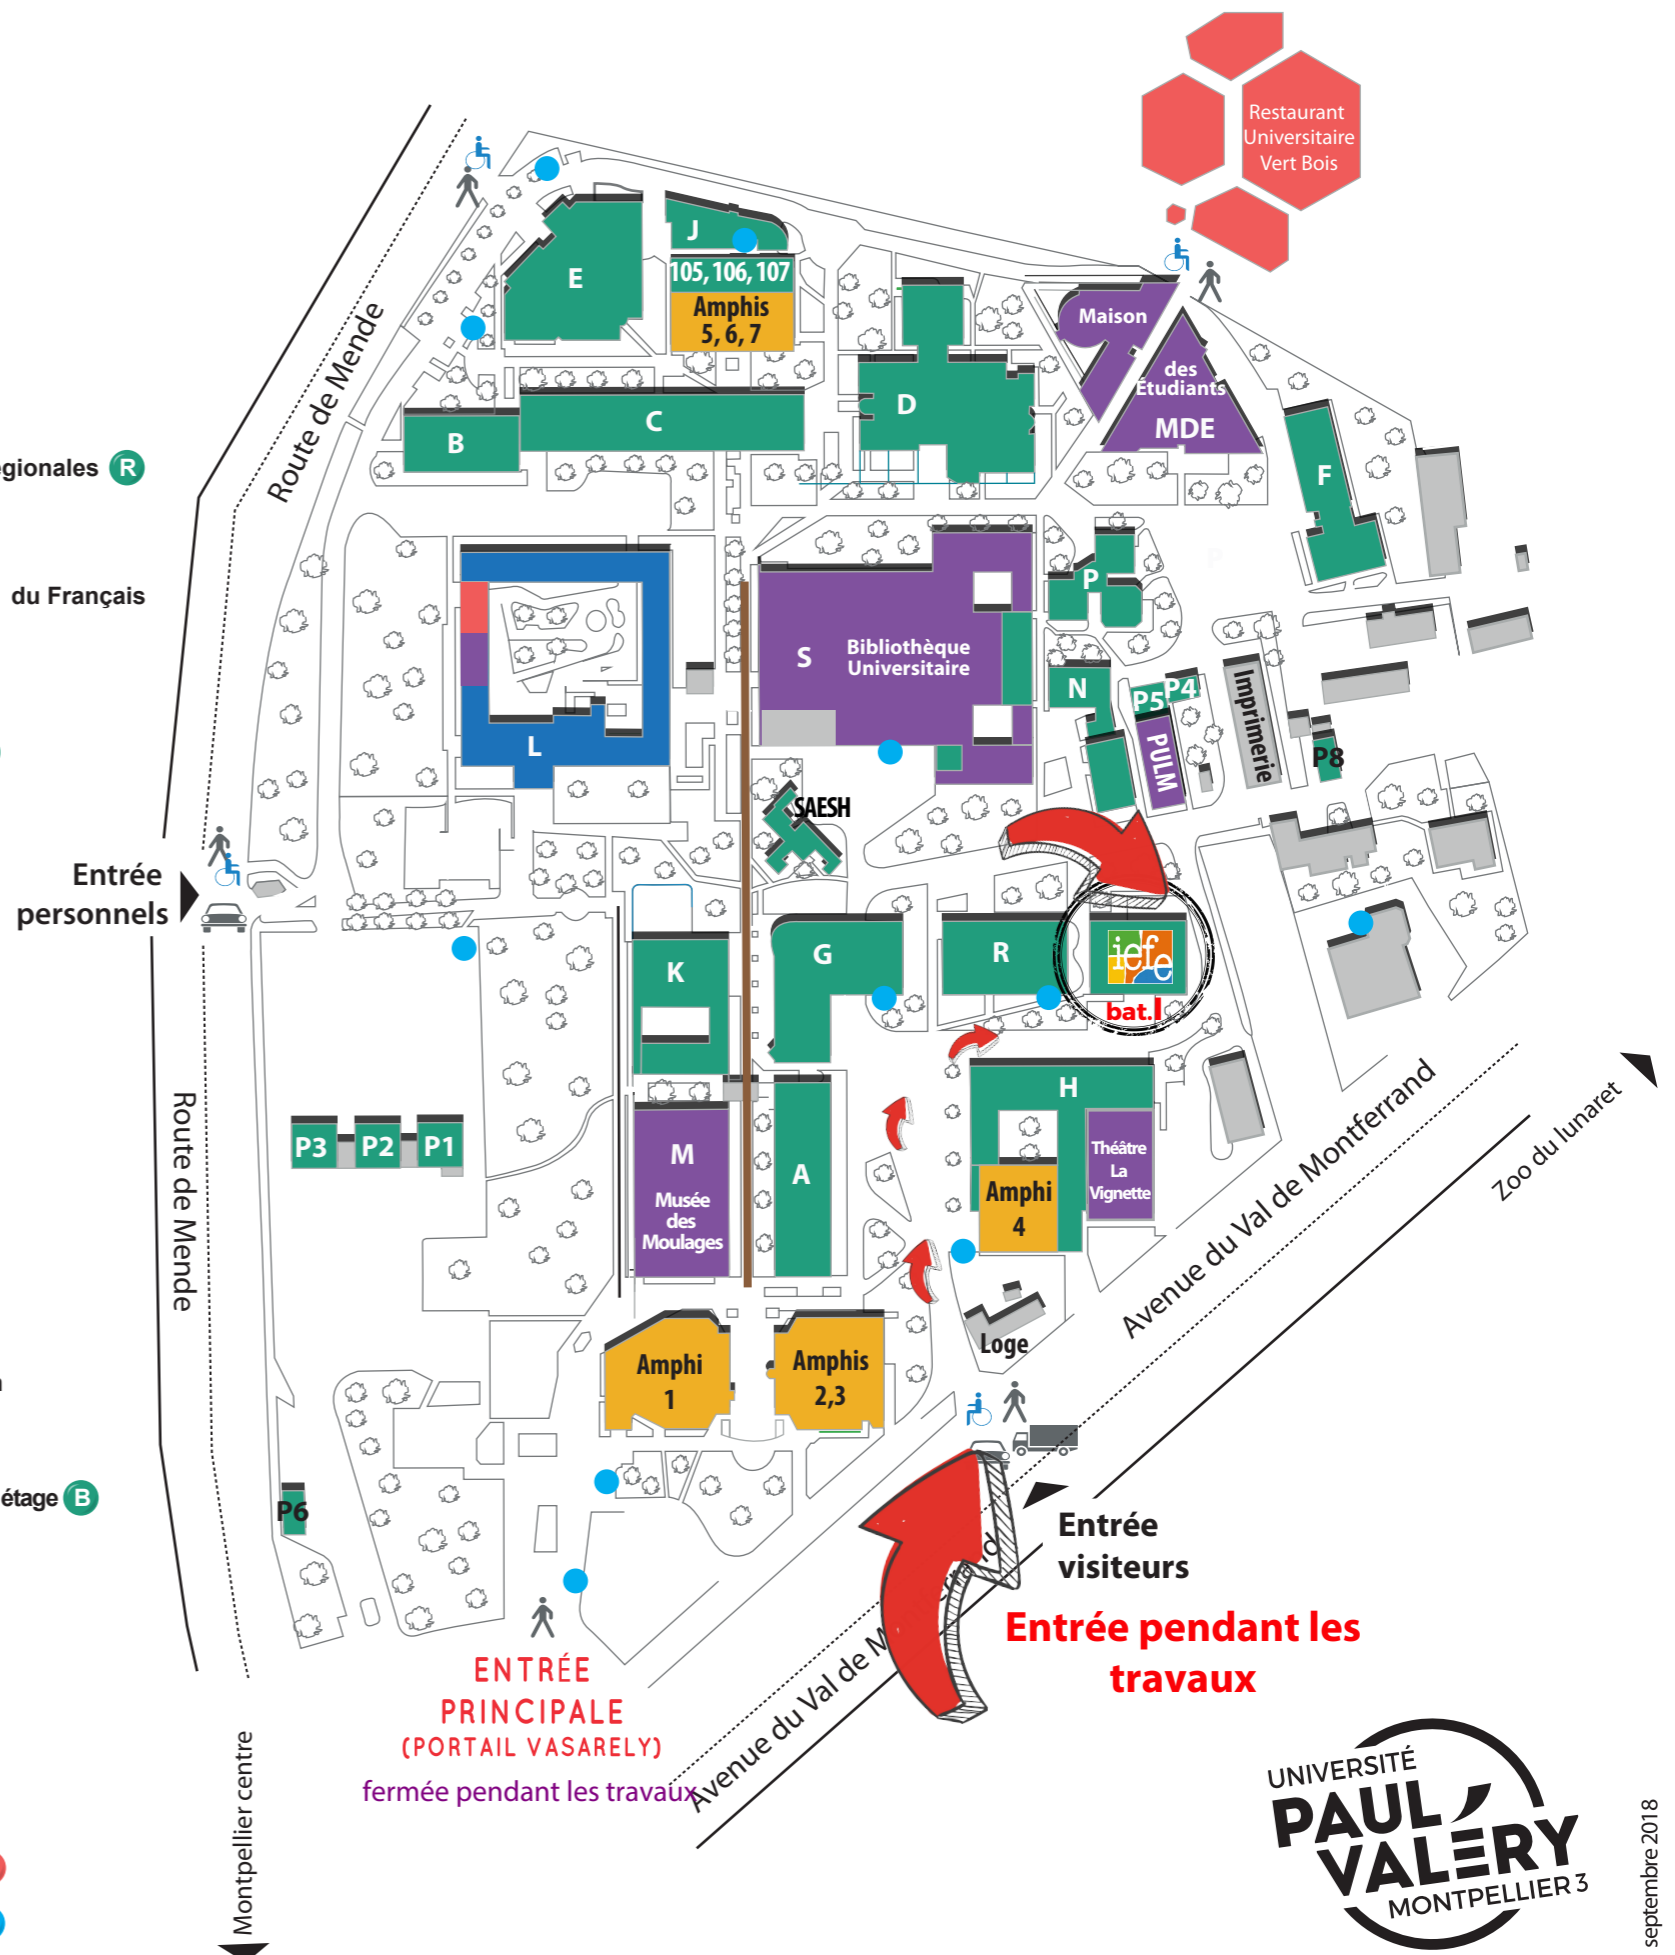 Restaurant
Universitaire
Vert Bois
J
E
105, 106, 107
Amphis
5, 6, 7
Maison
des
Étudiants
MDE
Route de Mende
D
C
B
F
égionales R
P
P
du Français
S
Bibliothèque
Universitaire
N
P5
P4
Imprimerie
PULM
L
P8
SAESH
Entrée
personnels
K
G
R
iefe
bat.I
H
Route de Mende
P3
P2
P1
M
Musée
des
Moulages
A
Théâtre
La
Vignette
Amphi
4
Avenue du Val de Montferrand
Zoo du lunaret
Loge
Amphi
1
Amphis
2,3
étage B
P6
Entrée
visiteurs
Entrée pendant les
travaux
ENTRÉE
PRINCIPALE
(PORTAIL VASARELY)
fermée pendant les travaux
Avenue du Val de M
rrand
Montpellier centre
UNIVERSITÉ
PAUL
VALÉRY
MONTPELLIER 3
septembre 2018